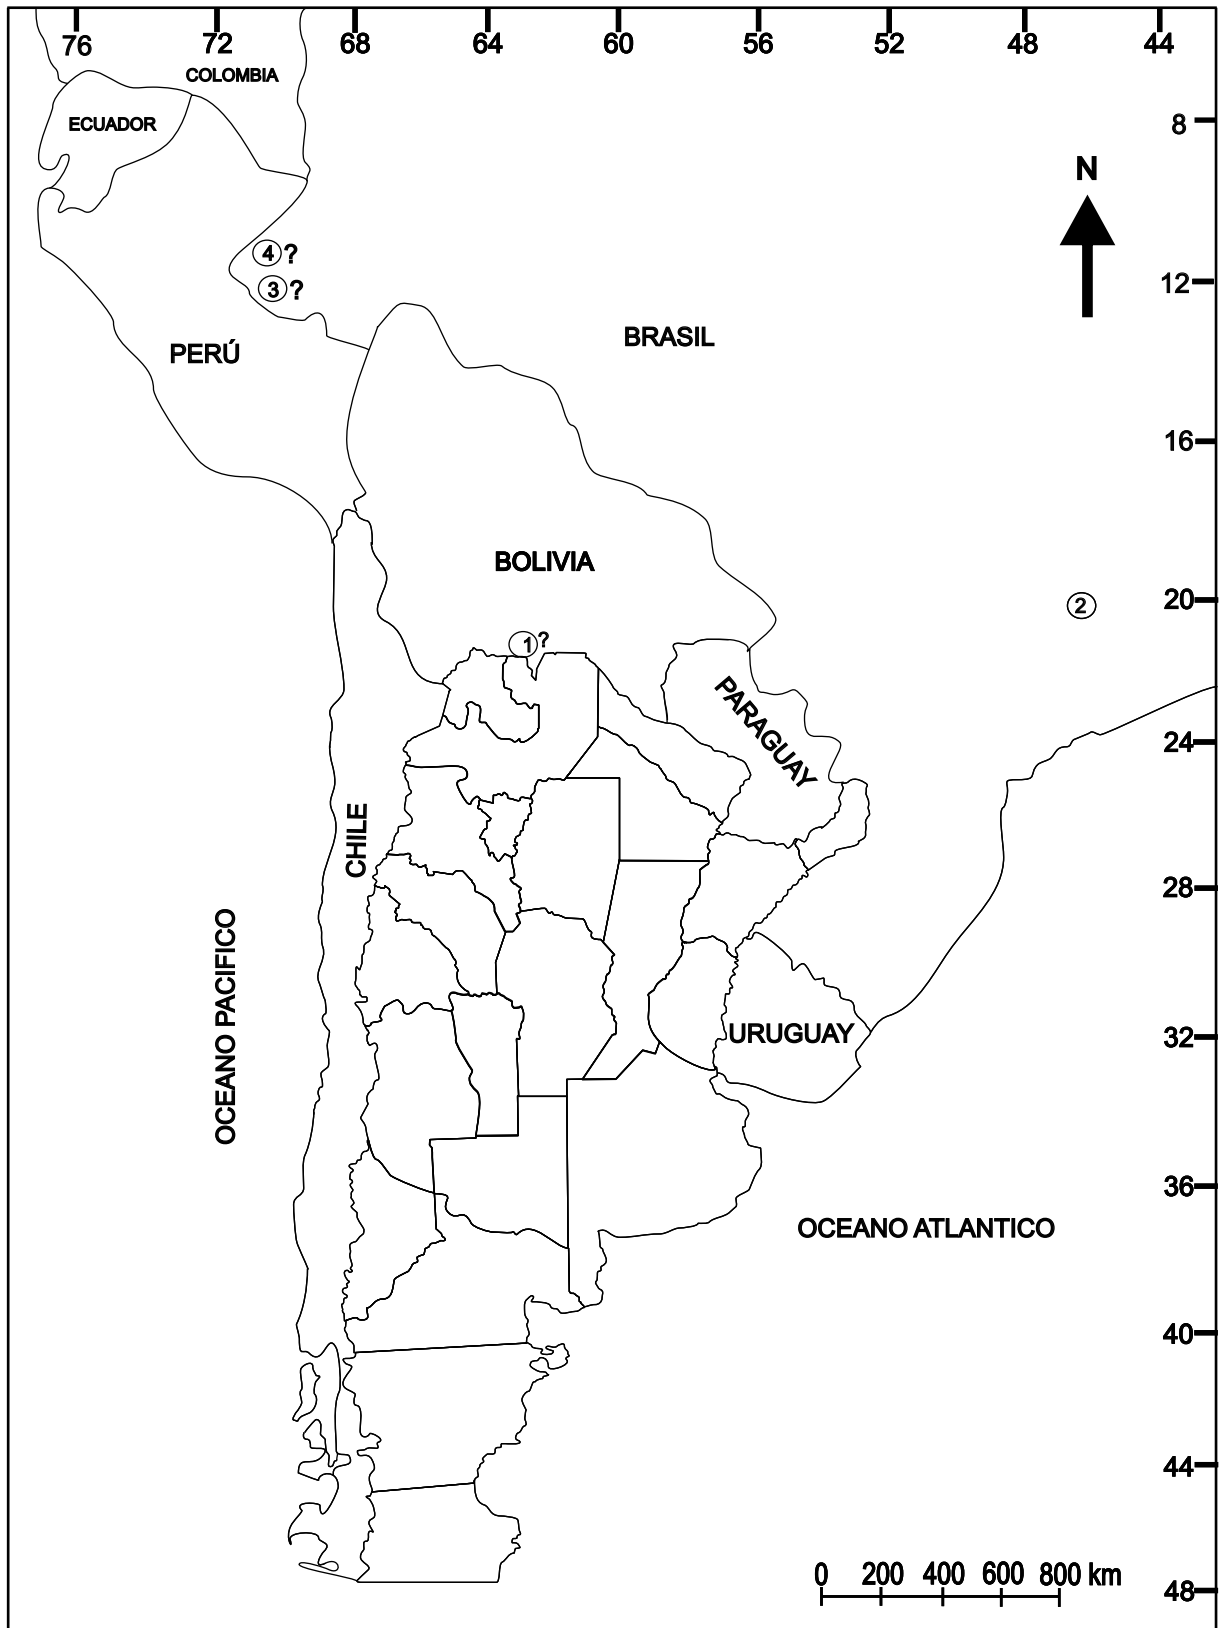 76 72 68 64 60 56 52 48 44
COLOMBIA
ECUADOR
8
N
4 ?
12
3 ?
BRASIL
PERÚ
16
BOLIVIA
20
2
1 ?
PARAGUAY
24
CHILE
28
OCEANO PACIFICO
URUGUAY
32
36
OCEANO ATLANTICO
40
44
0 200 400 600 800 km
48